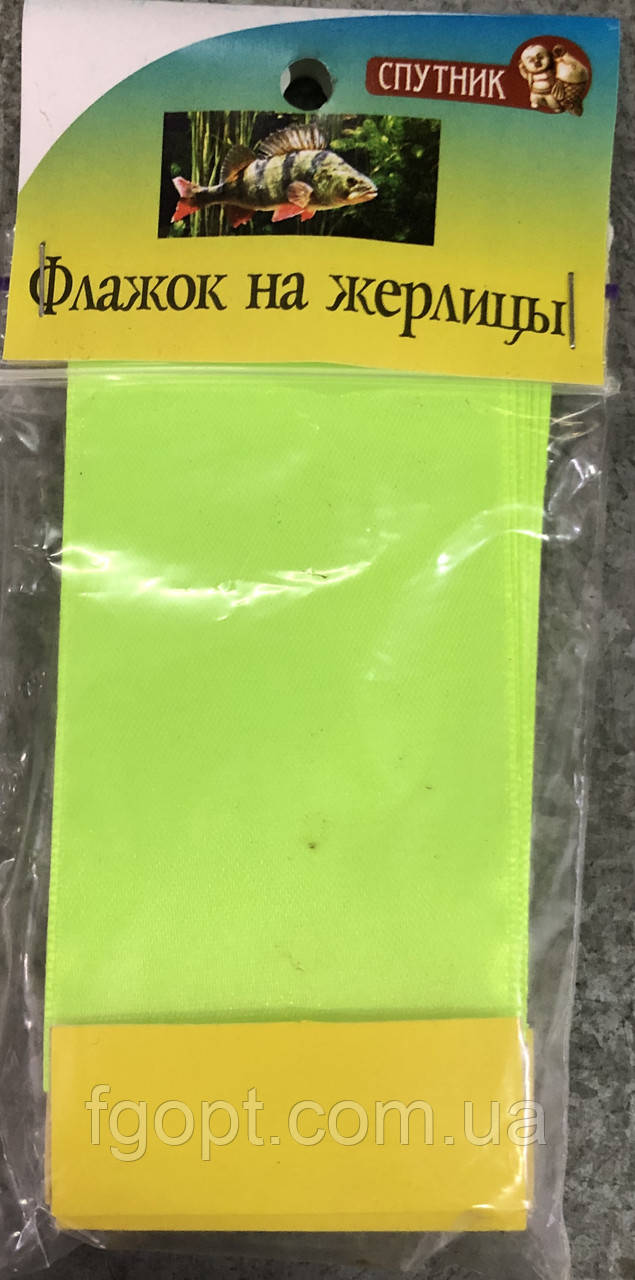 СПУТНИК
Флажок на жерлицы
fgopt.com.ua